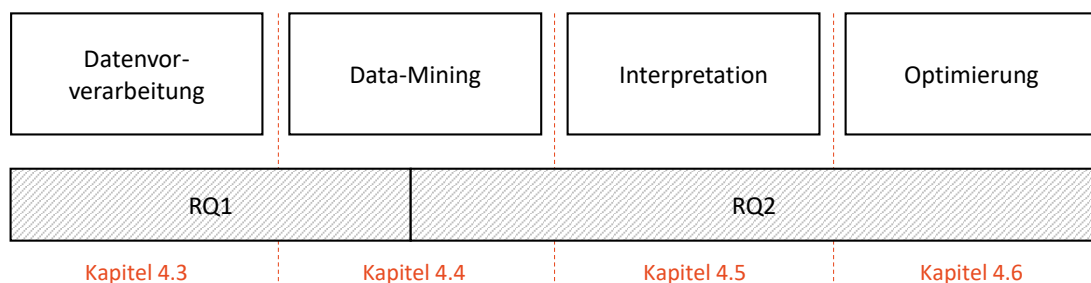 Datenvor-
verarbeitung
Data-Mining
Interpretation
Optimierung
RQ1
RQ2
Kapitel 4.3
Kapitel 4.4
Kapitel 4.5
Kapitel 4.6